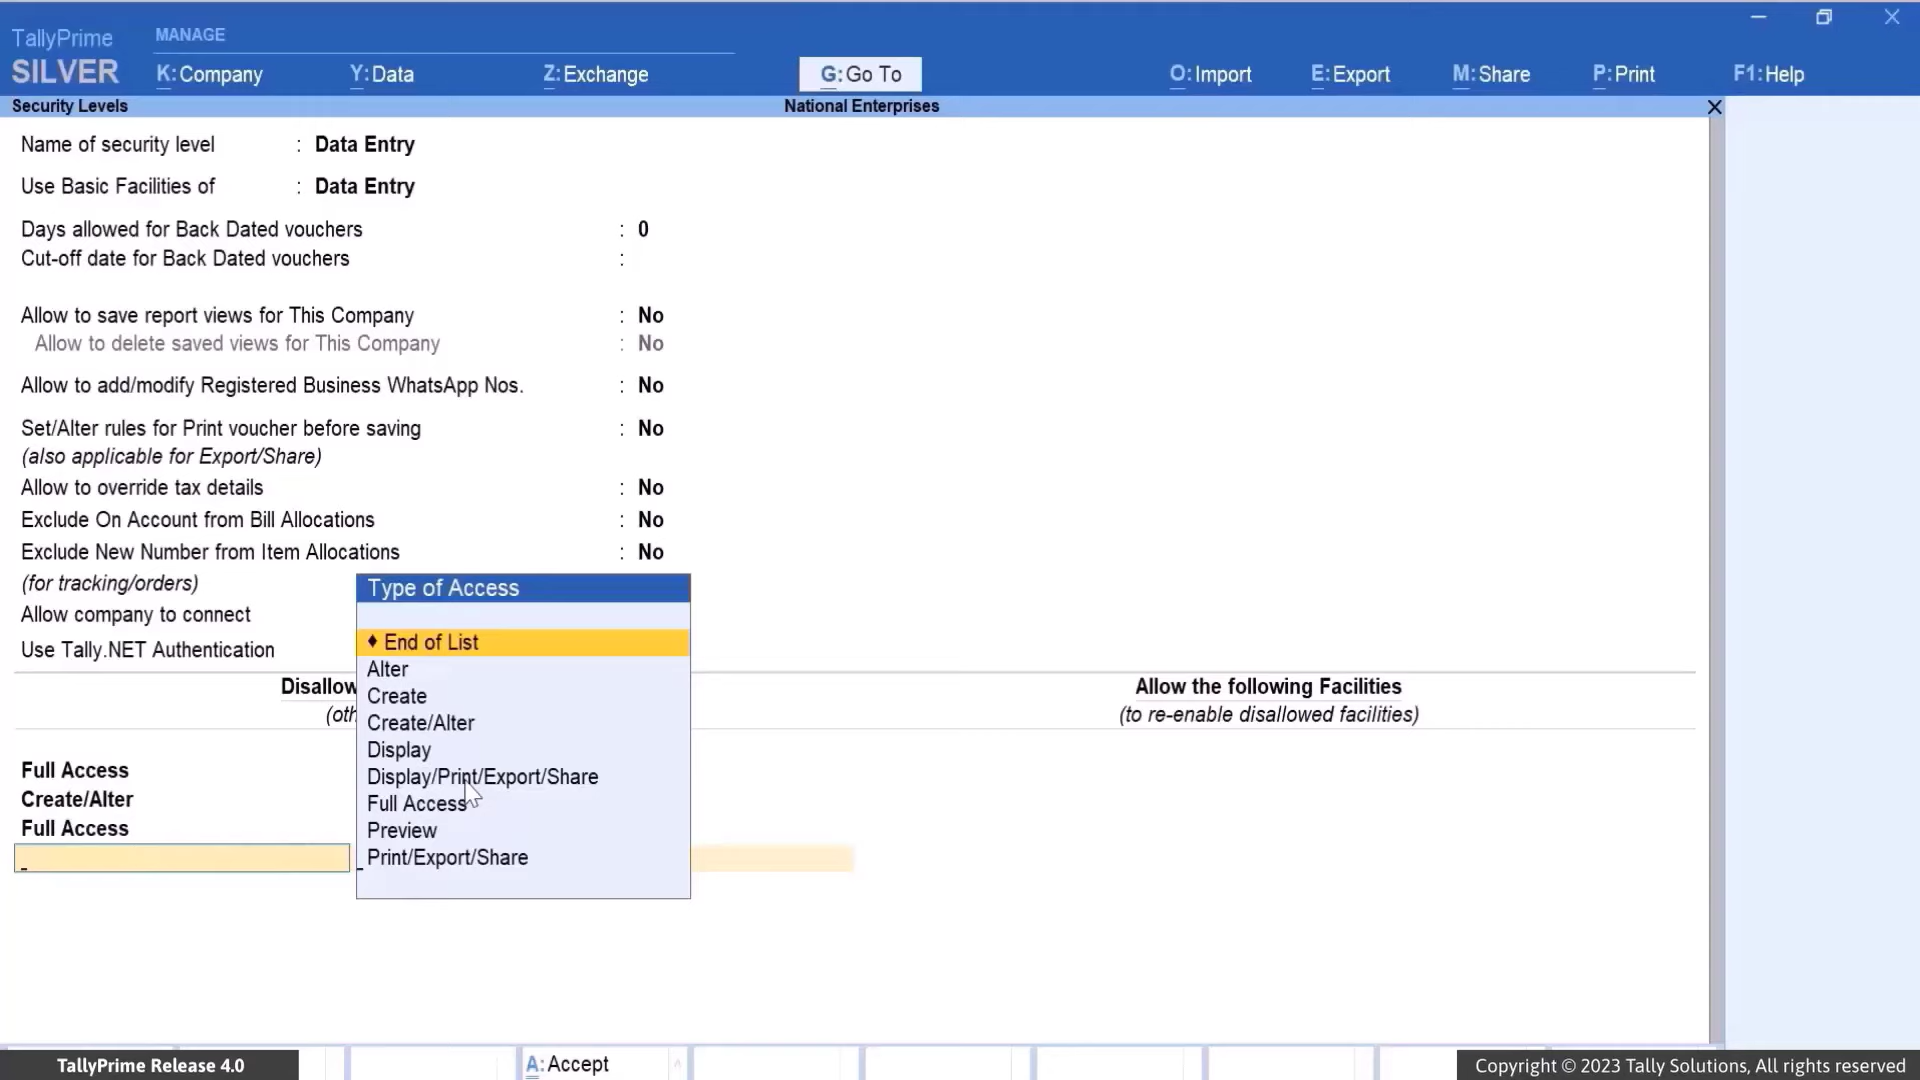 TallyPrime
MANAGE
SILVER
K:Company
Y:Data
Z:Exchange
G:Go To
O:Import
E:Export
M:Share
P:Print
F1:Help
Security Levels
National Enterprises
Name of security level : Data Entry
Use Basic Facilities of : Data Entry
Days allowed for Back Dated vouchers : 0
Cut-off date for Back Dated vouchers :
Allow to save report views for This Company : No
Allow to delete saved views for This Company : No
Allow to add/modify Registered Business WhatsApp Nos. : No
Set/Alter rules for Print voucher before saving : No
(also applicable for Export/Share)
Allow to override tax details : No
Exclude On Account from Bill Allocations : No
Exclude New Number from Item Allocations : No
(for tracking/orders)
Allow company to connect
Use Tally.NET Authentication
Type of Access
♦ End of List
Alter
Create
Create/Alter
Display
Display/Print/Export/Share
Full Access
Preview
Print/Export/Share
Allow the following Facilities
(to re-enable disallowed facilities)
Full Access
Create/Alter
Full Access
A:Accept
TallyPrime Release 4.0
Copyright © 2023 Tally Solutions, All rights reserved